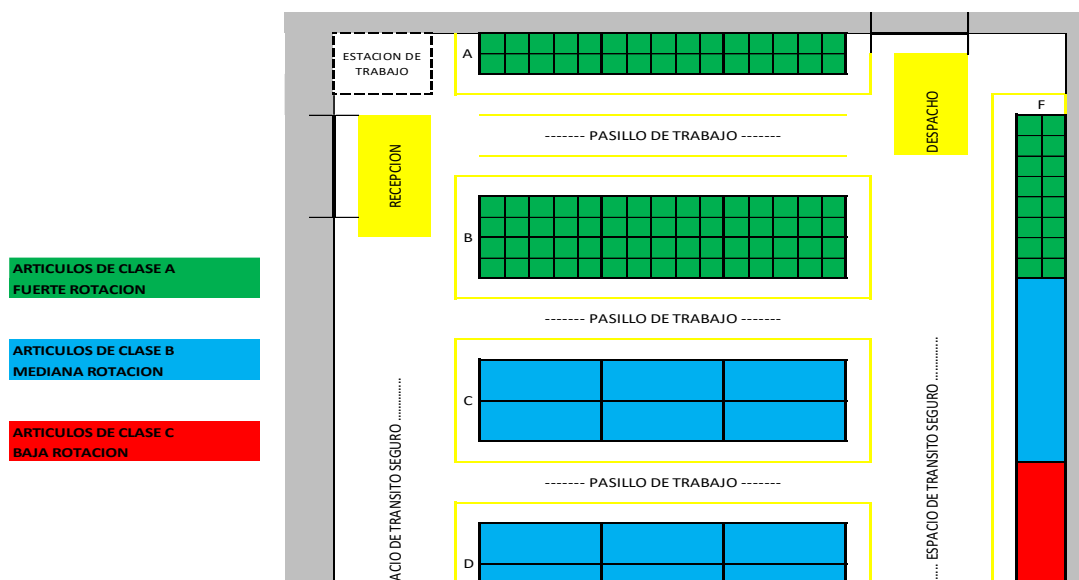 ESTACION DE
TRABAJO
A
DESPACHO
F
------- PASILLO DE TRABAJO -------
RECEPCION
B
ARTICULOS DE CLASE A
FUERTE ROTACION
------- PASILLO DE TRABAJO -------
ARTICULOS DE CLASE B
MEDIANA ROTACION
C
ARTICULOS DE CLASE C
BAJA ROTACION
------- PASILLO DE TRABAJO -------
ACIO DE TRANSITO SEGURO ...............
..... ESPACIO DE TRANSITO SEGURO ...............
D